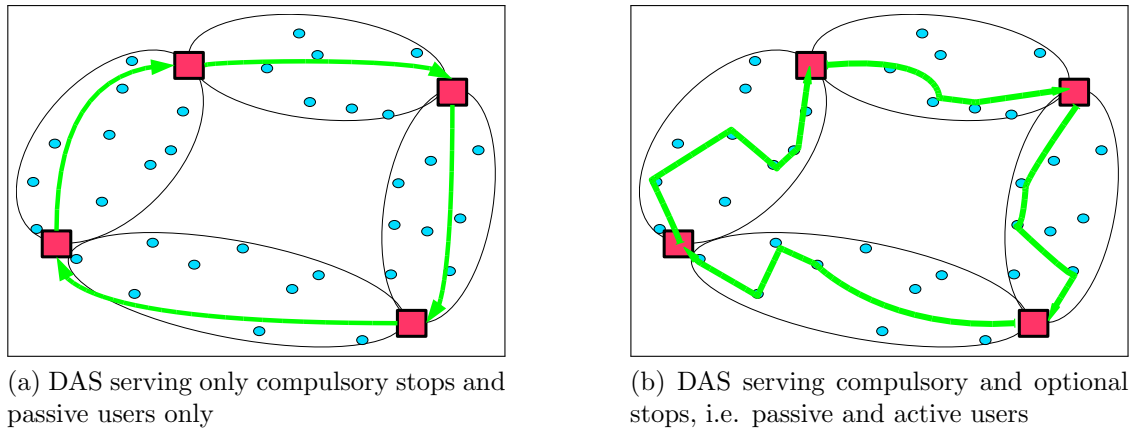 (a) DAS serving only compulsory stops and
passive users only
(b) DAS serving compulsory and optional
stops, i.e. passive and active users